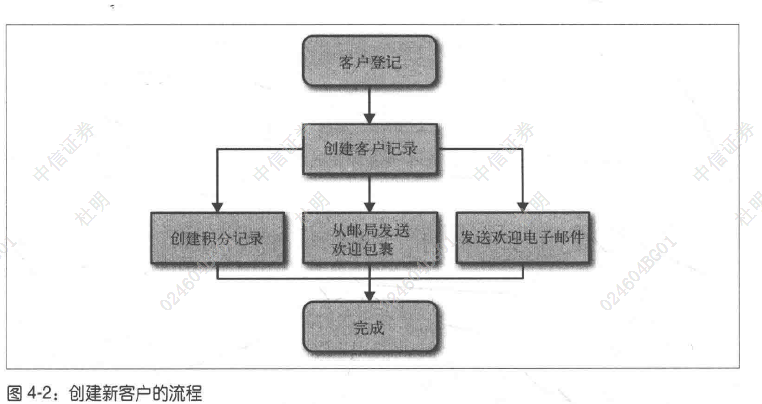 客户登记
创建客户记录
创建积分记录
从邮局发送
欢迎包裹
发送欢迎电子邮件
完成
图 4-2：创建新客户的流程
中信证券
中信证券
中信证券
中信证券
杜明
杜明
杜明
杜明
024604BG01
024604BG01
024604BG01